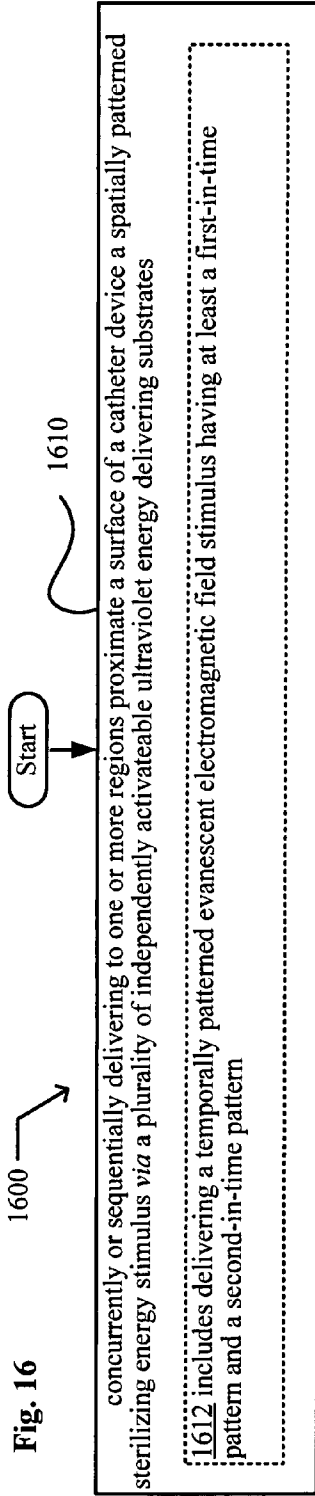 Fig. 16
1600
Start
1610
concurrently or sequentially delivering to one or more regions proximate a surface of a catheter device a spatially patterned
sterilizing energy stimulus via a plurality of independently activateable ultraviolet energy delivering substrates
1612 includes delivering a temporally patterned evanescent electromagnetic field stimulus having at least a first-in-time
pattern and a second-in-time pattern